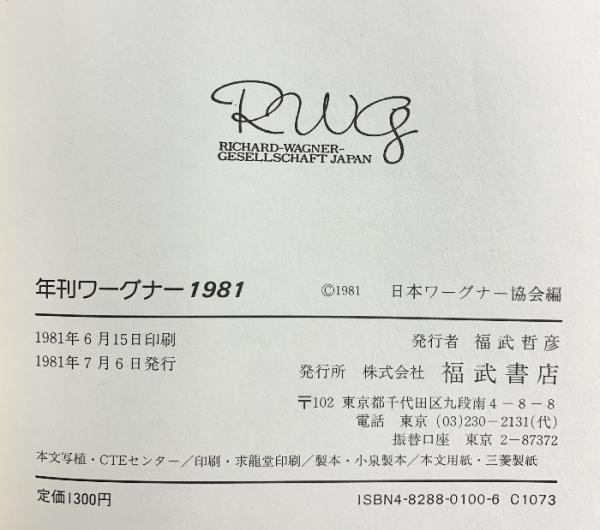 RWG
RICHARD-WAGNER-
GESELLSCHAFT JAPAN
年刊ワーグナー1981 ©1981 日本ワーグナー協会編
1981年6月15日印刷 発行者 福武哲彦
1981年7月6日発行 発行所 株式会社 福武書店
〒102 東京都千代田区九段南4-8-8
電話 東京(03)230-2131(代)
振替口座 東京 2-87372
本文写植・CTEセンター/印刷・求龍堂印刷/製本・小泉製本/本文用紙・三菱製紙
定価1300円 ISBN4-8288-0100-6 C1073